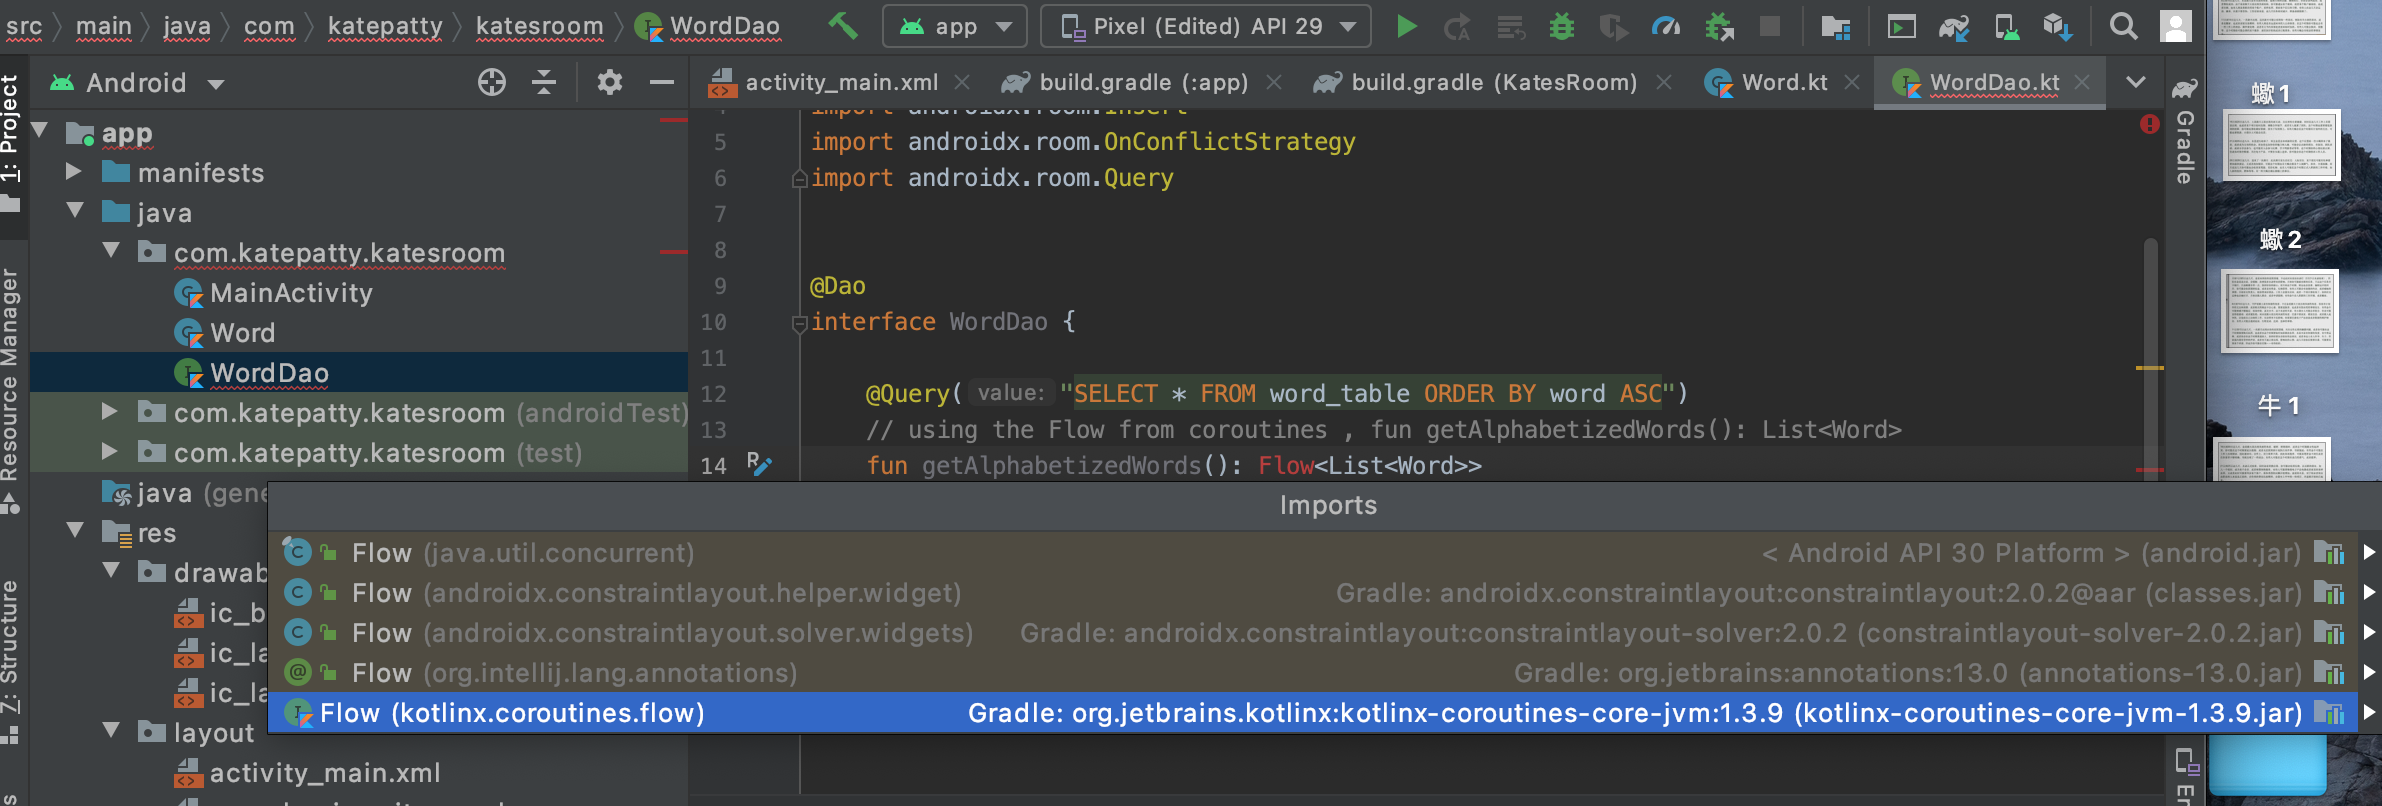 src main java com katepatty katesroom WordDao app Pixel (Edited) API 29
Android activity_main.xml build.gradle (:app) build.gradle (KatesRoom) Word.kt WordDao.kt
1: Project
Resource Manager
Z: Structure
app
manifests
java
com.katepatty.katesroom
MainActivity
Word
WordDao
com.katepatty.katesroom (androidTest)
com.katepatty.katesroom (test)
java (gene
res
drawab
ic_b
ic_la
ic_la
layout
activity_main.xml
import androidx.room.Insert
5 import androidx.room.OnConflictStrategy
6 import androidx.room.Query
7
8
9 @Dao
10 interface WordDao {
11
12 @Query( value: "SELECT * FROM word_table ORDER BY word ASC")
13 // using the Flow from coroutines , fun getAlphabetizedWords(): List<Word>
14 fun getAlphabetizedWords(): Flow<List<Word>>
Imports
Flow (java.util.concurrent) < Android API 30 Platform > (android.jar)
Flow (androidx.constraintlayout.helper.widget) Gradle: androidx.constraintlayout:constraintlayout:2.0.2@aar (classes.jar)
Flow (androidx.constraintlayout.solver.widgets) Gradle: androidx.constraintlayout:constraintlayout-solver:2.0.2 (constraintlayout-solver-2.0.2.jar)
Flow (org.intellij.lang.annotations) Gradle: org.jetbrains:annotations:13.0 (annotations-13.0.jar)
Flow (kotlinx.coroutines.flow) Gradle: org.jetbrains.kotlinx:kotlinx-coroutines-core-jvm:1.3.9 (kotlinx-coroutines-core-jvm-1.3.9.jar)
Gradle
Em
蠍 1
蠍 2
牛 1